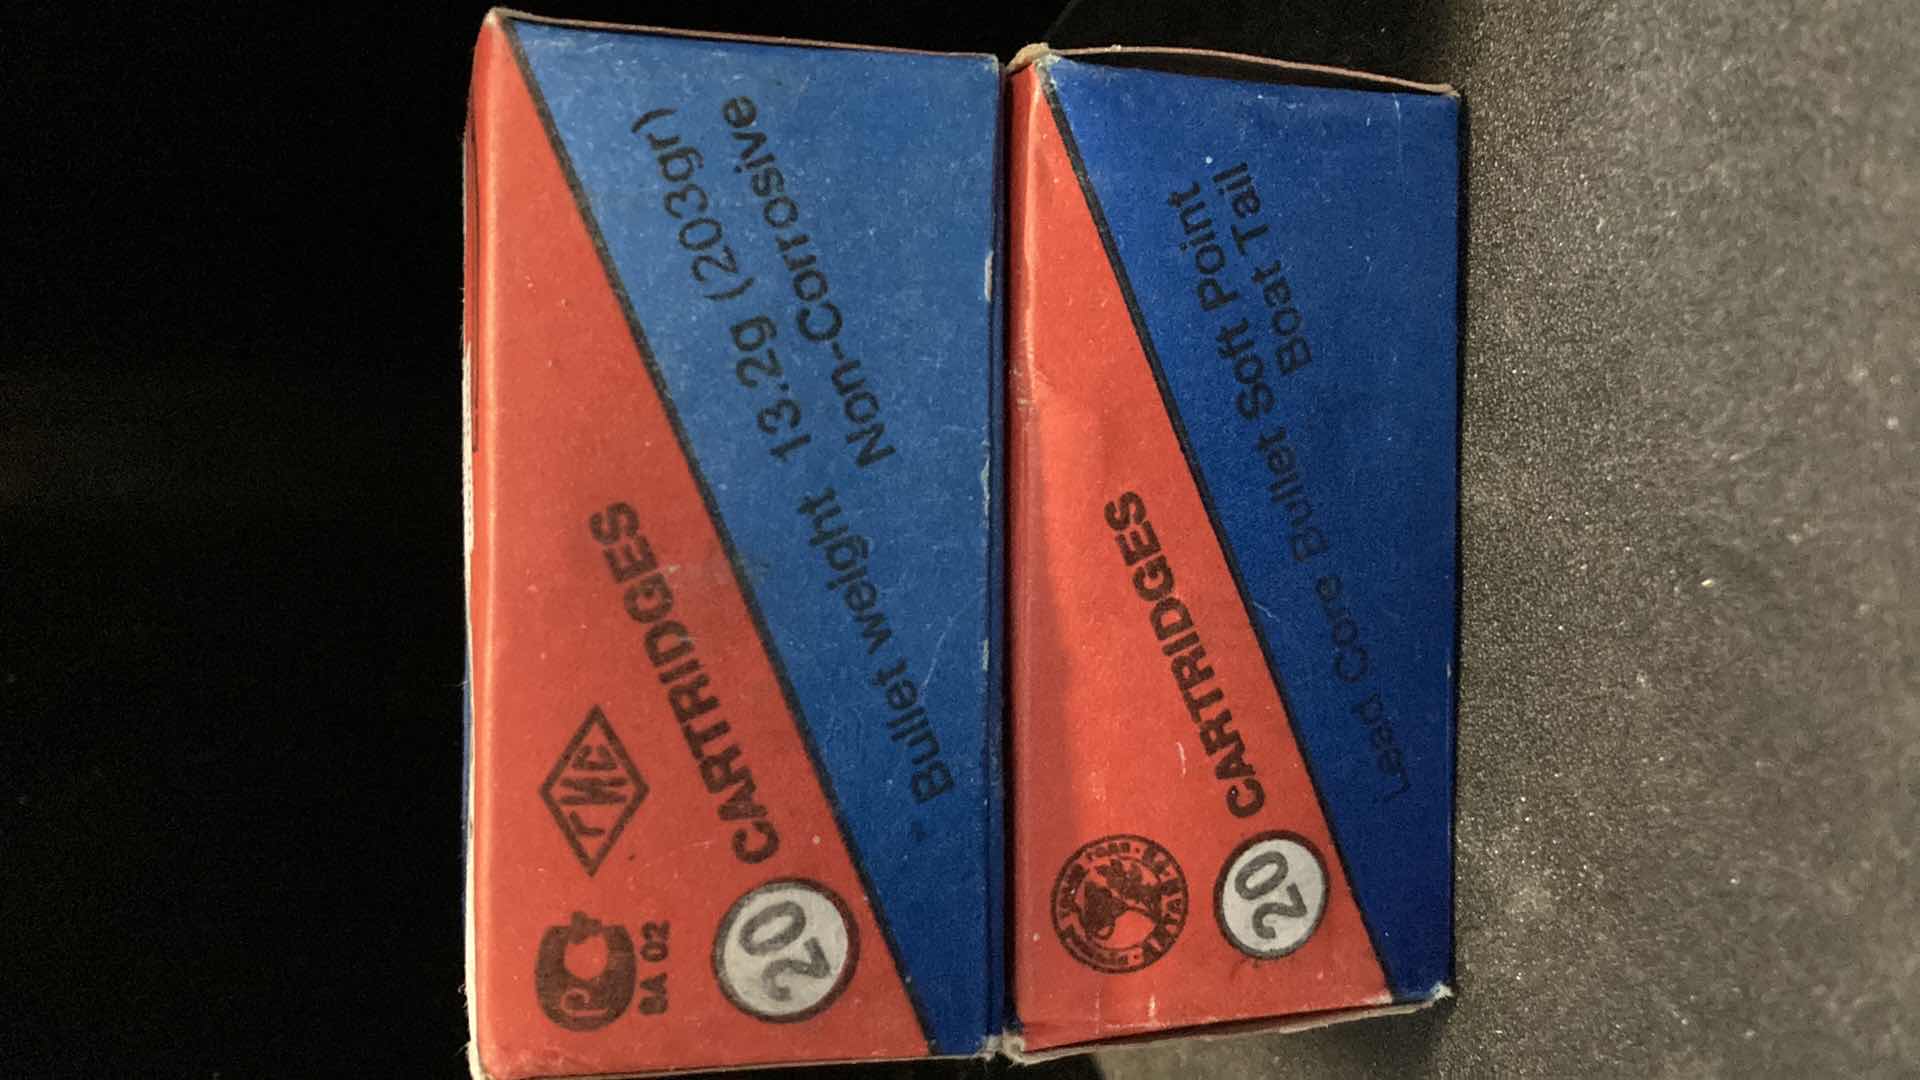 BA 02
20 CARTRIDGES
Bullet weight 13.2g (203gr)
Non-Corrosive
20 CARTRIDGES
Lead Core Bullet Soft Point
Boat Tail